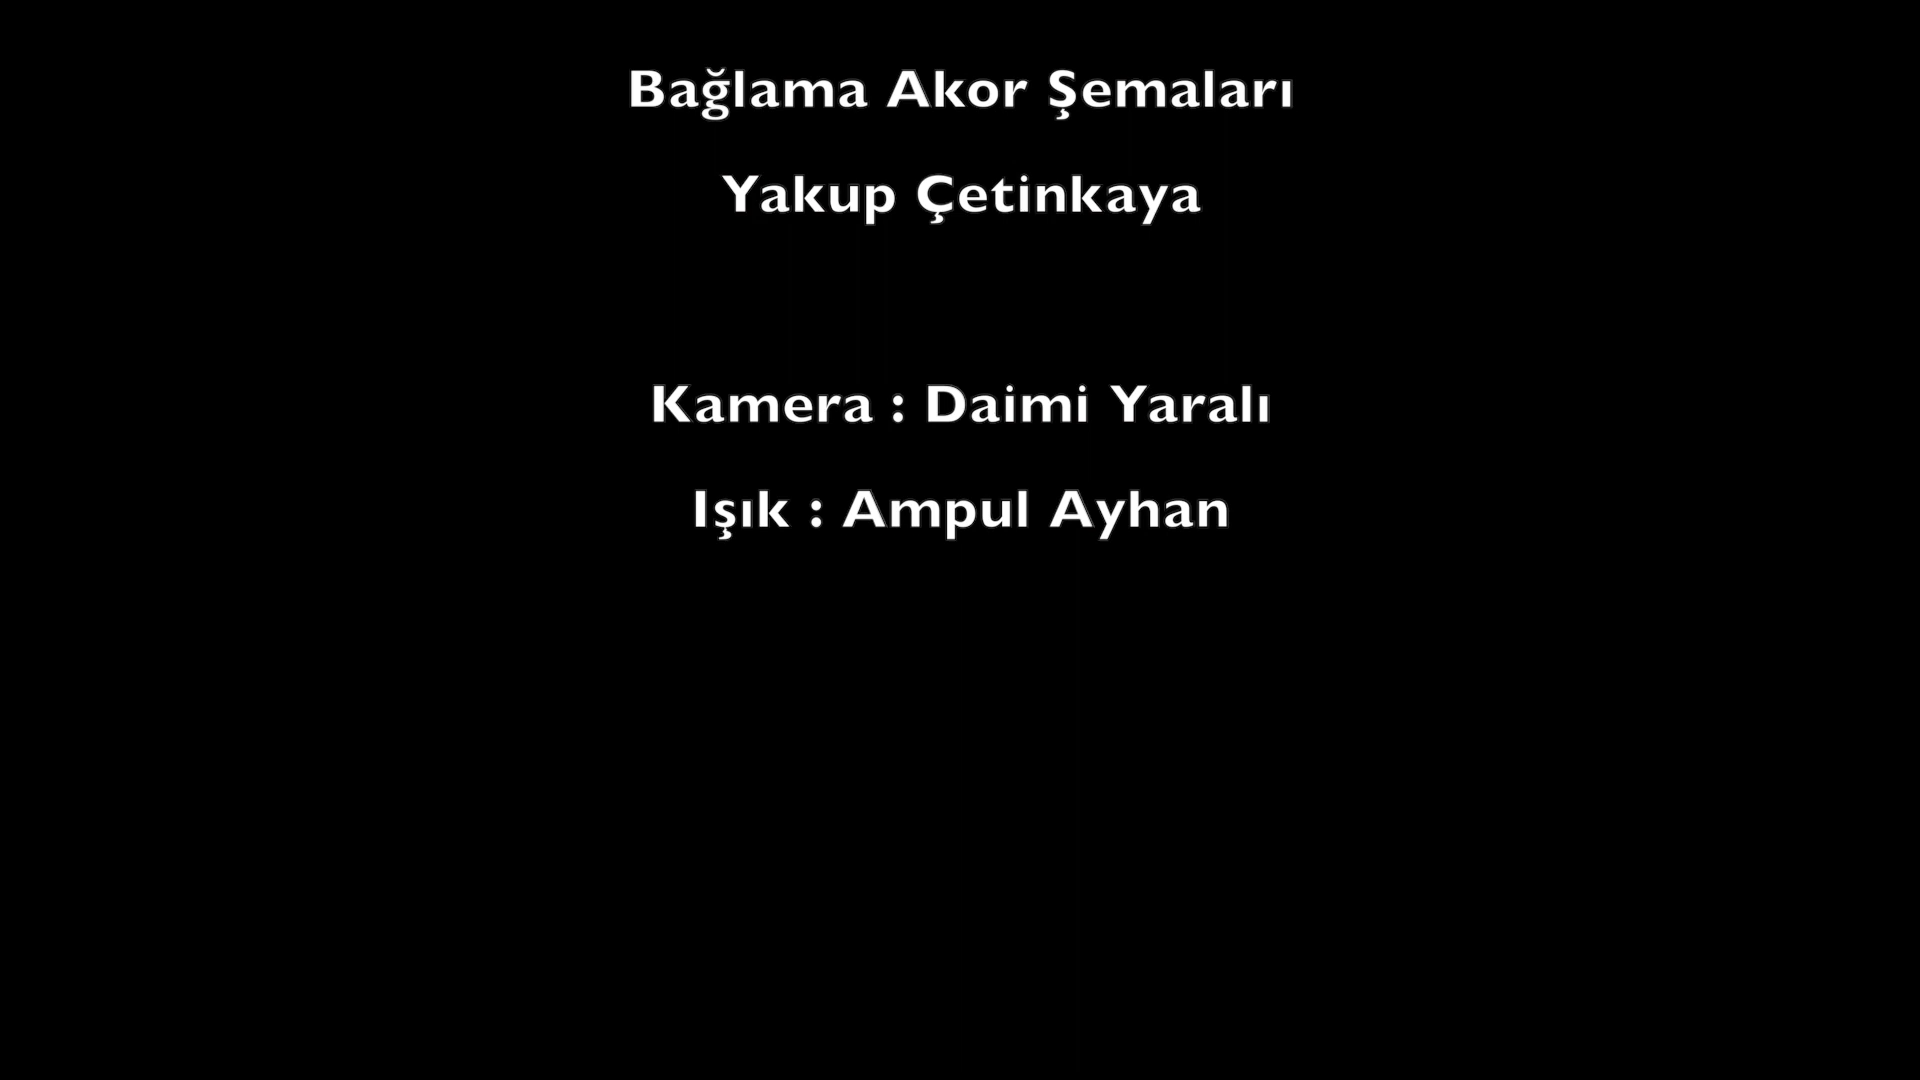 Bağlama Akor Şemaları
Yakup Çetinkaya
Kamera : Daimi Yaralı
Işık : Ampul Ayhan